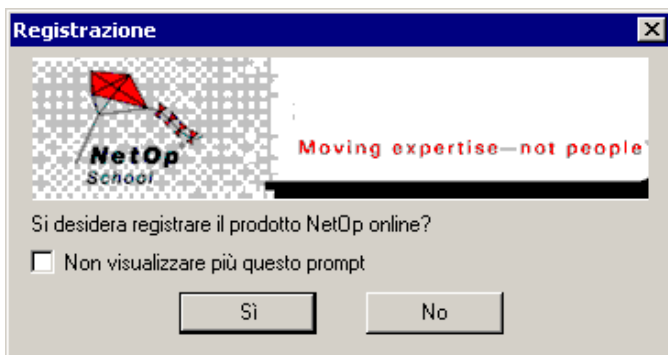 Registrazione
NetOp
School
Moving expertise—not people
Si desidera registrare il prodotto NetOp online?
Non visualizzare più questo prompt
Sì
No